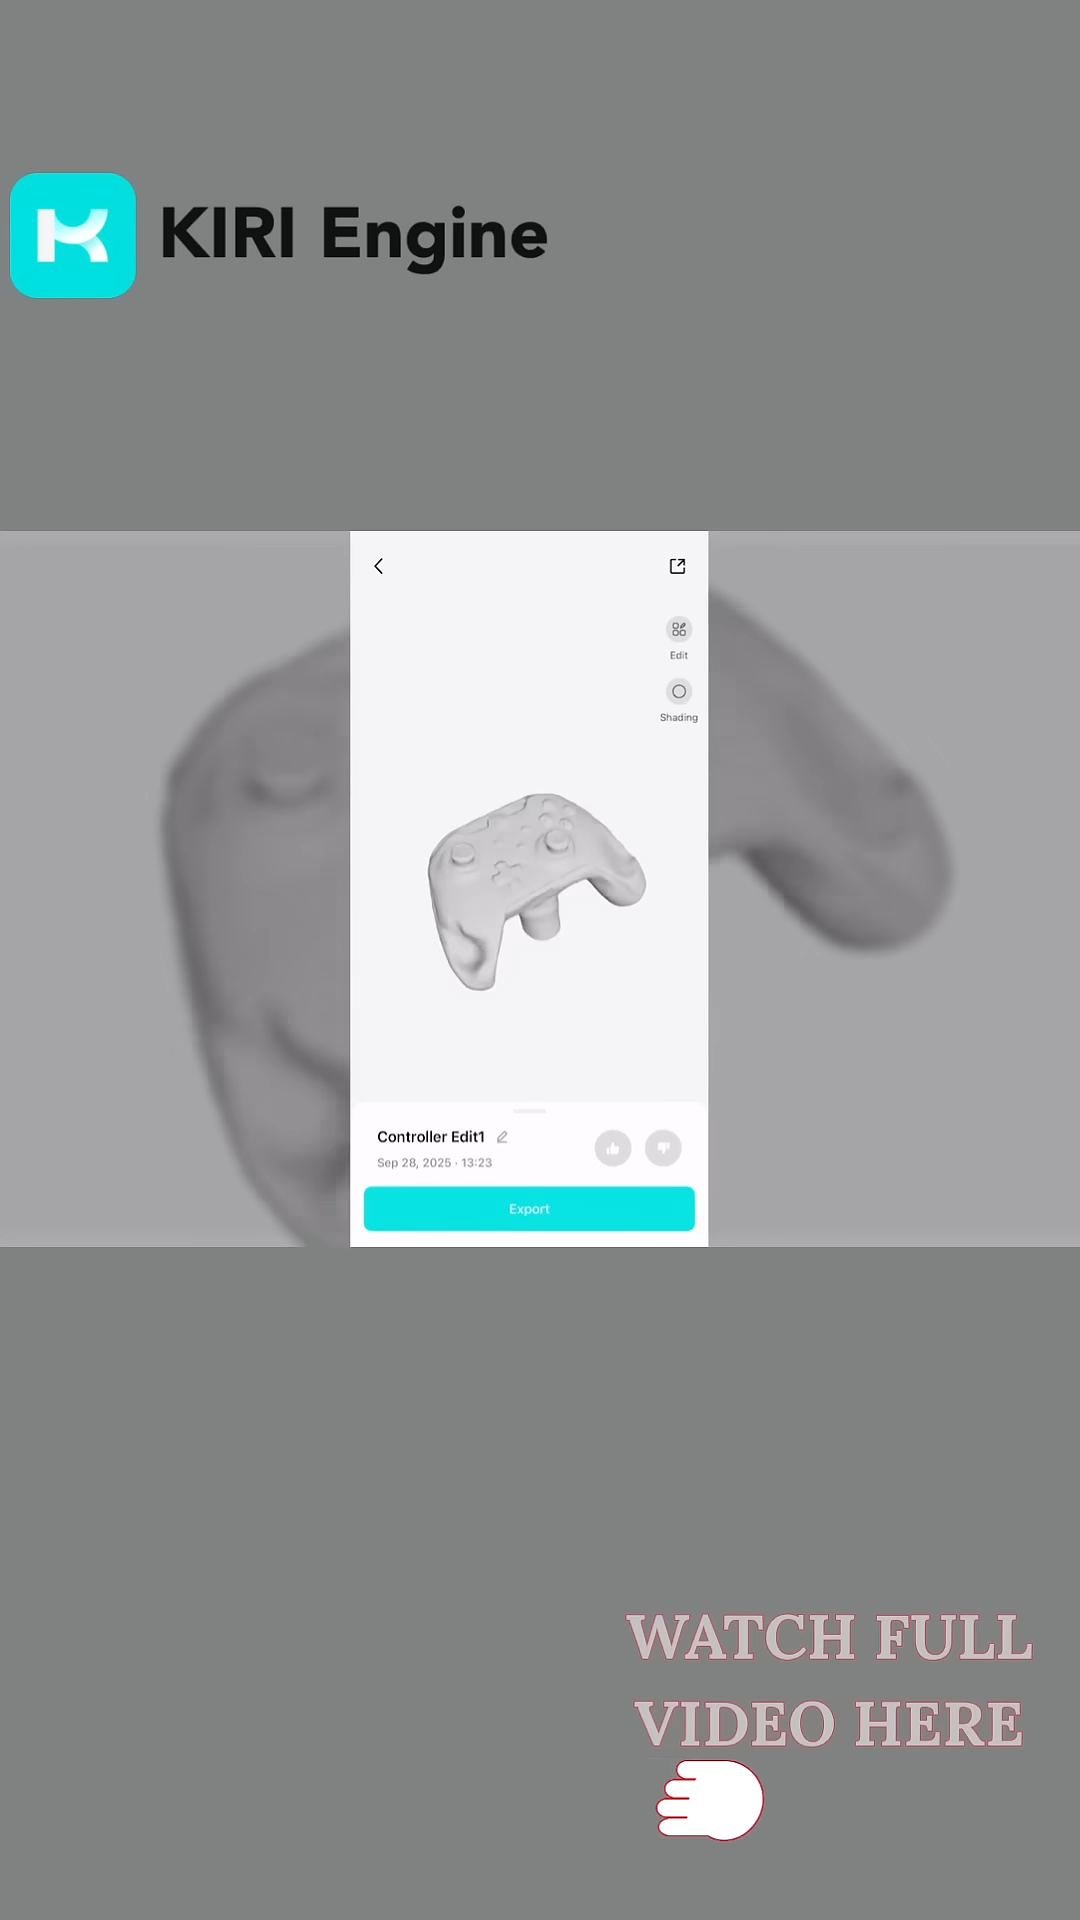 KIRI Engine
Edit
Shading
Controller Edit1
Sep 28, 2025 · 13:23
Export
WATCH FULL
VIDEO HERE